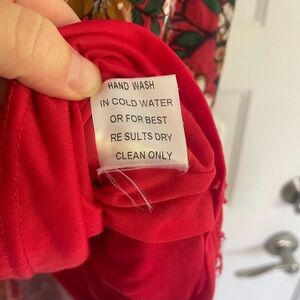 HAND WASH
IN COLD WATER
OR FOR BEST
RE SULTS DRY
CLEAN ONLY